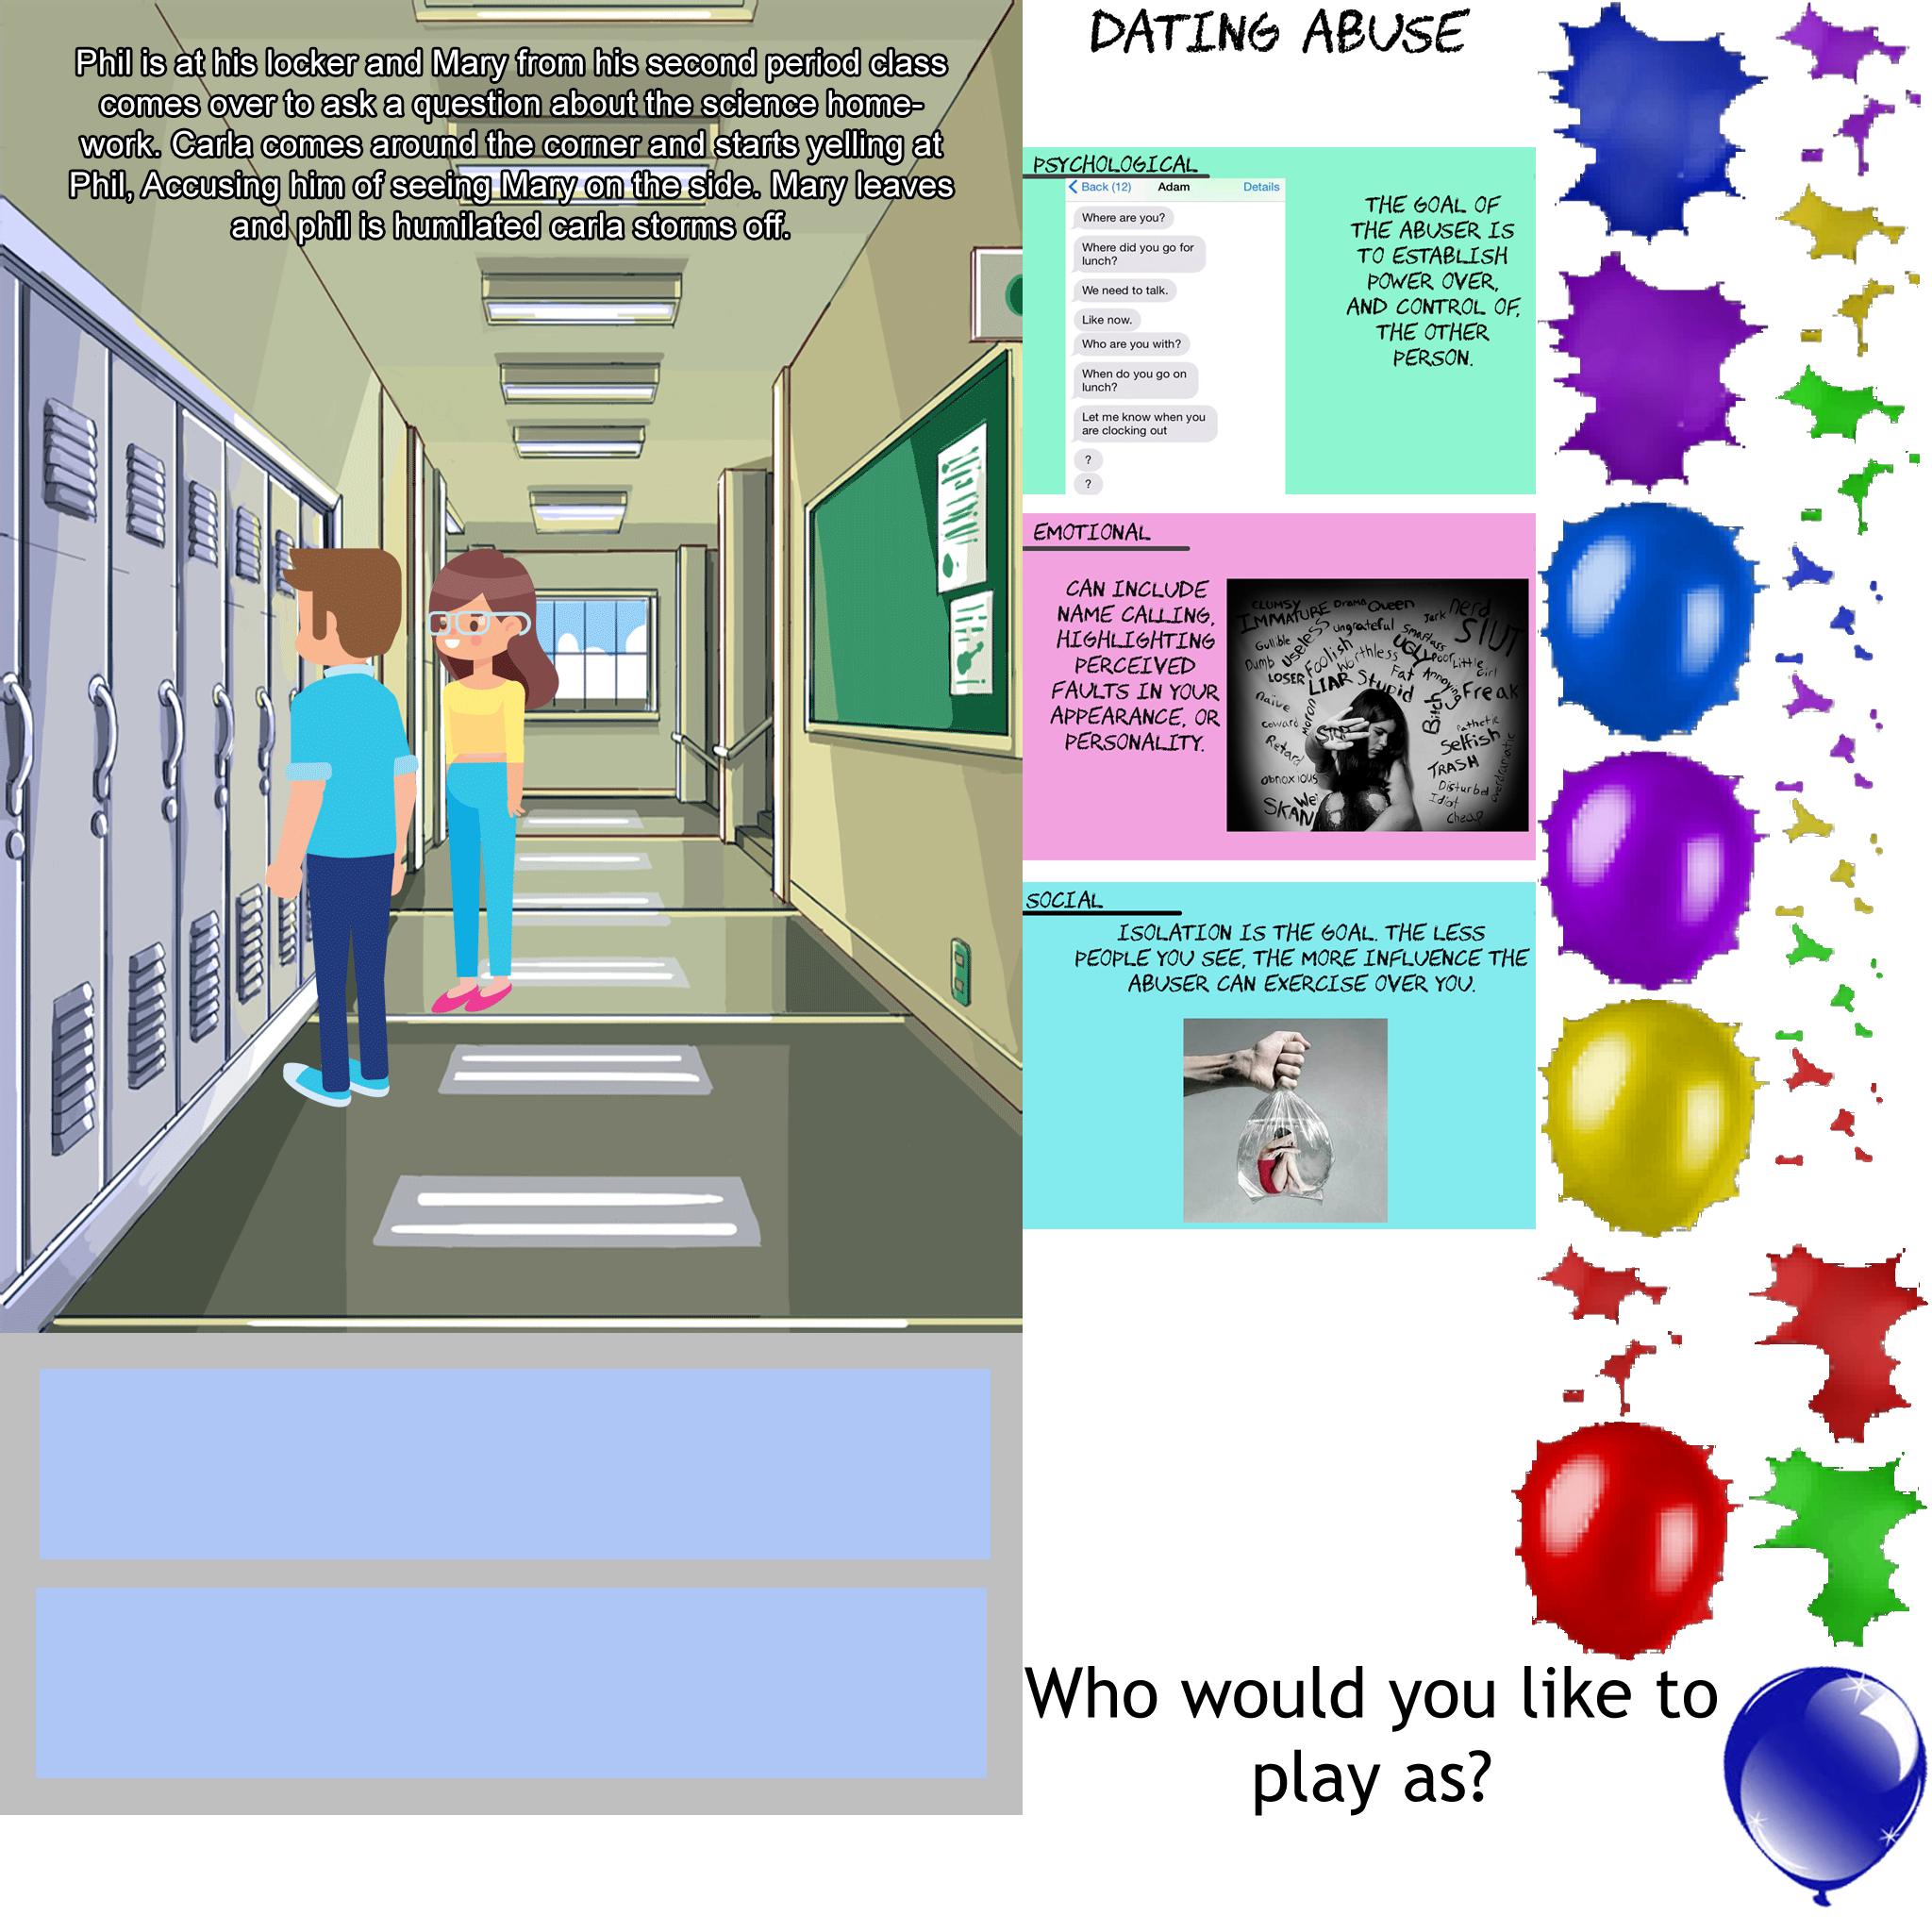 Phil is at his locker and Mary from his second period class
comes over to ask a question about the science home-
work. Carla comes around the corner and starts yelling at
Phil, Accusing him of seeing Mary on the side. Mary leaves
and phil is humilated carla storms off.
DATING ABUSE
PSYCHOLOGICAL
Back (12) Adam Details
Where are you?
Where did you go for
lunch?
We need to talk.
Like now.
Who are you with?
When do you go on
lunch?
Let me know when you
are clocking out
?
?
THE GOAL OF
THE ABUSER IS
TO ESTABLISH
POWER OVER,
AND CONTROL OF,
THE OTHER
PERSON.
EMOTIONAL
CAN INCLUDE
NAME CALLING,
HIGHLIGHTING
PERCEIVED
FAULTS IN YOUR
APPEARANCE, OR
PERSONALITY.
CLUMSY
IMMATURE
Drama Queen
Jerk
nerd
SlUT
Gullible
useless
ungrateful
Smartass
UGLY
Poor Little
Girl
Dumb
Foolish
Worthless
Fat
Annoying
LOSER
LIAR
Stupid
Freak
Naive
coward
moron
STOP
Bitch
Pathetic
Selfish
Retard
TRASH
overdramatic
obnoxious
Disturbed
Idiot
SKAN
We
cheap
SOCIAL
ISOLATION IS THE GOAL. THE LESS
PEOPLE YOU SEE, THE MORE INFLUENCE THE
ABUSER CAN EXERCISE OVER YOU.
Who would you like to
play as?